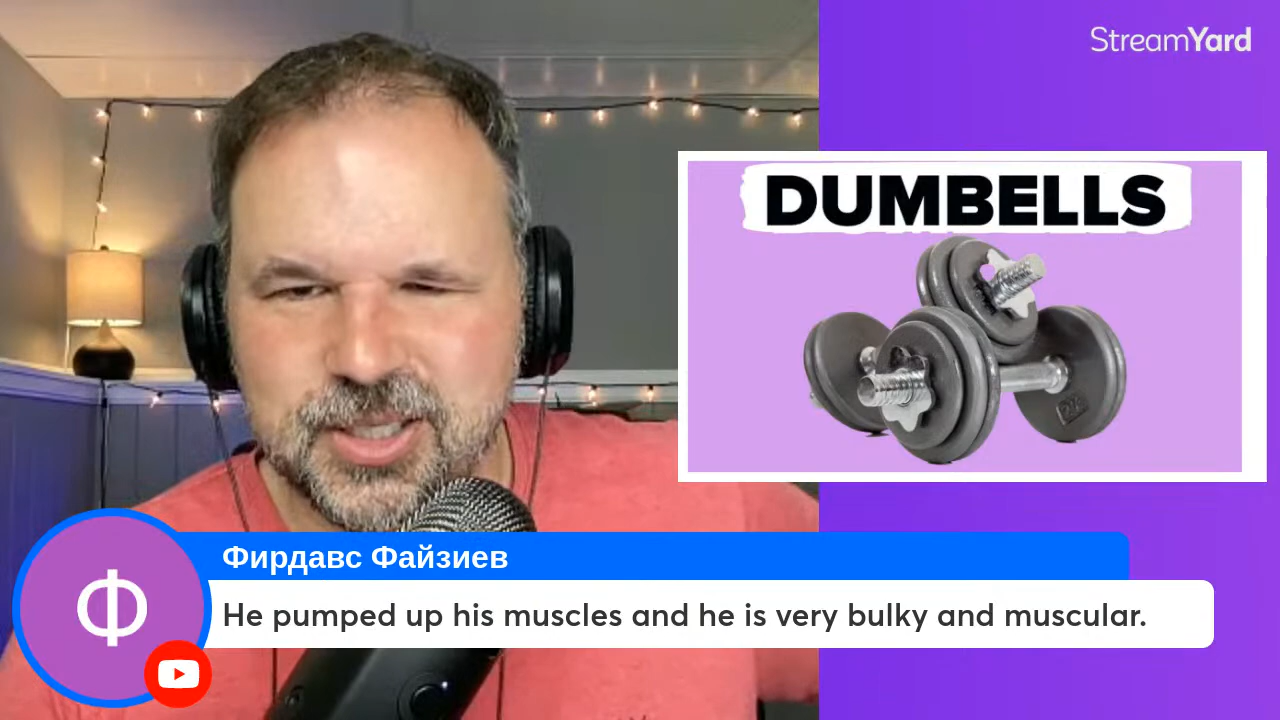 StreamYard
DUMBELLS
Фирдавс Файзиев
Ф
He pumped up his muscles and he is very bulky and muscular.